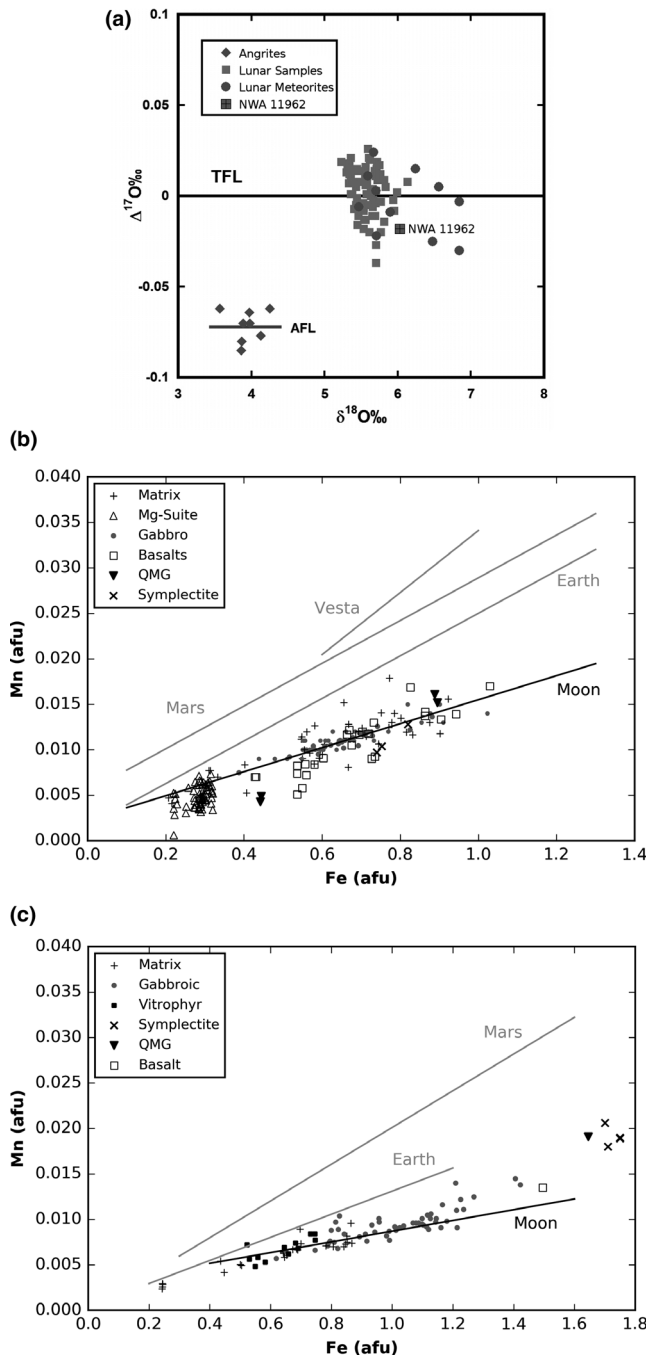 (a)
0.1
Angrites
Lunar Samples
Lunar Meteorites
NWA 11962
0.05
TFL
Δ¹⁷O‰
0
NWA 11962
-0.05
AFL
-0.1
3 4 5 6 7 8
δ¹⁸O‰
(b)
0.040
Matrix
Mg-Suite
Gabbro
Basalts
QMG
Symplectite
0.035
0.030
0.025
0.020
0.015
0.010
0.005
0.000
Mn (afu)
Vesta
Earth
Mars
Moon
0.0 0.2 0.4 0.6 0.8 1.0 1.2 1.4
Fe (afu)
(c)
0.040
Matrix
Gabbroic
Vitrophyr
Symplectite
QMG
Basalt
0.035
0.030
0.025
0.020
0.015
0.010
0.005
0.000
Mn (afu)
Mars
Earth
Moon
0.0 0.2 0.4 0.6 0.8 1.0 1.2 1.4 1.6 1.8
Fe (afu)